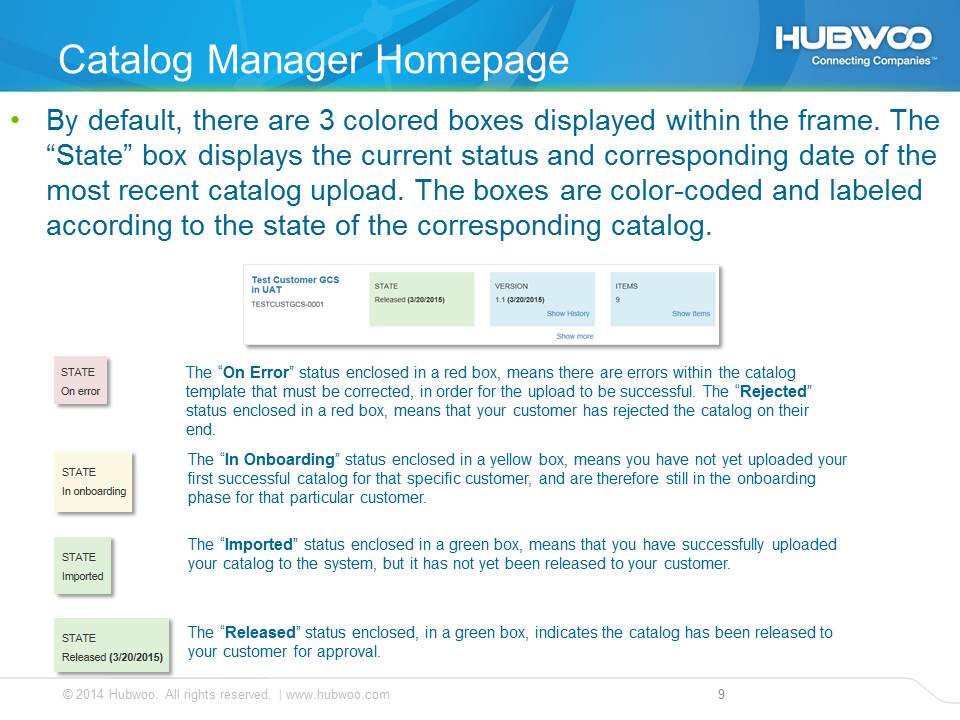 Catalog Manager Homepage
HUBWOO
Connecting Companies™
• By default, there are 3 colored boxes displayed within the frame. The
“State” box displays the current status and corresponding date of the
most recent catalog upload. The boxes are color-coded and labeled
according to the state of the corresponding catalog.
Test Customer GCS
in UAT
TESTCUSTGCS-0001
STATE
Released (3/20/2015)
VERSION
1.1 (3/20/2015)
Show History
ITEMS
9
Show Items
Show more
STATE
On error
The “On Error” status enclosed in a red box, means there are errors within the catalog
template that must be corrected, in order for the upload to be successful. The “Rejected”
status enclosed in a red box, means that your customer has rejected the catalog on their
end.
STATE
In onboarding
The “In Onboarding” status enclosed in a yellow box, means you have not yet uploaded your
first successful catalog for that specific customer, and are therefore still in the onboarding
phase for that particular customer.
STATE
Imported
The “Imported” status enclosed in a green box, means that you have successfully uploaded
your catalog to the system, but it has not yet been released to your customer.
STATE
Released (3/20/2015)
The “Released” status enclosed, in a green box, indicates the catalog has been released to
your customer for approval.
© 2014 Hubwoo. All rights reserved. | www.hubwoo.com
9